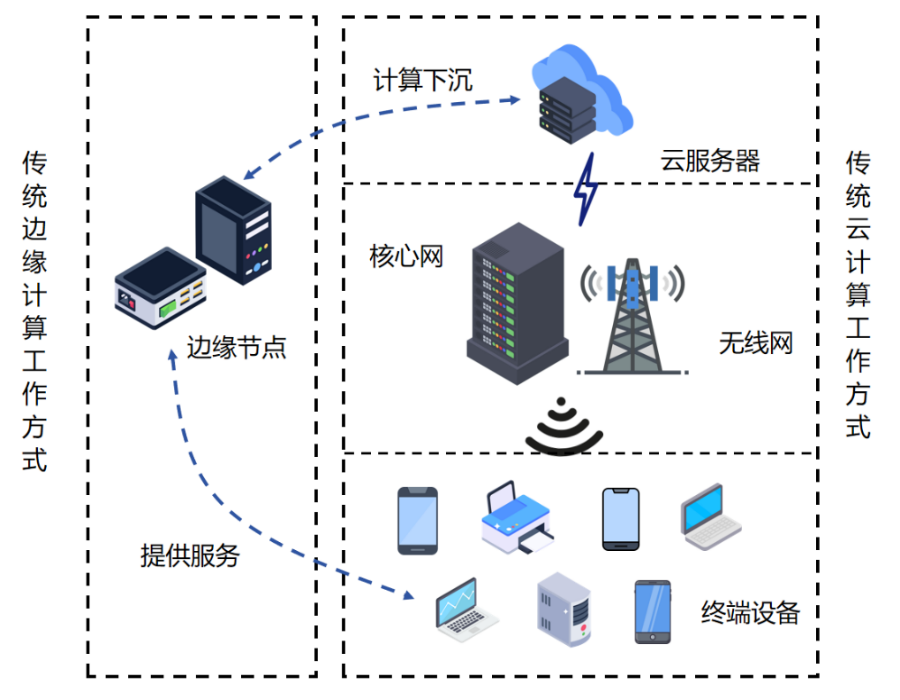 传统边缘计算工作方式
计算下沉
云服务器
核心网
无线网
边缘节点
提供服务
终端设备
传统云计算工作方式